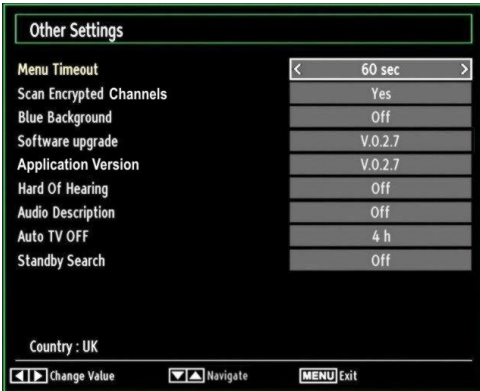 Other Settings
Menu Timeout < 60 sec >
Scan Encrypted Channels Yes
Blue Background Off
Software upgrade V.0.2.7
Application Version V.0.2.7
Hard Of Hearing Off
Audio Description Off
Auto TV OFF 4 h
Standby Search Off
Country : UK
Change Value Navigate MENU Exit